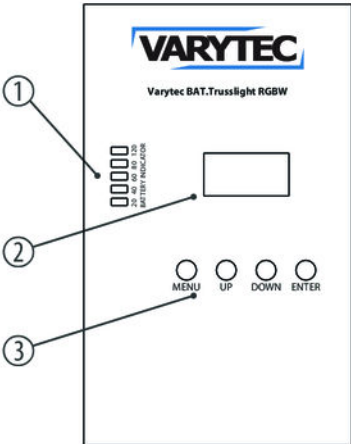 VARYTEC
Varytec BAT.Trusslight RGBW
1
20 40 60 80 120
BATTERY INDICATOR
2
MENU UP DOWN ENTER
3